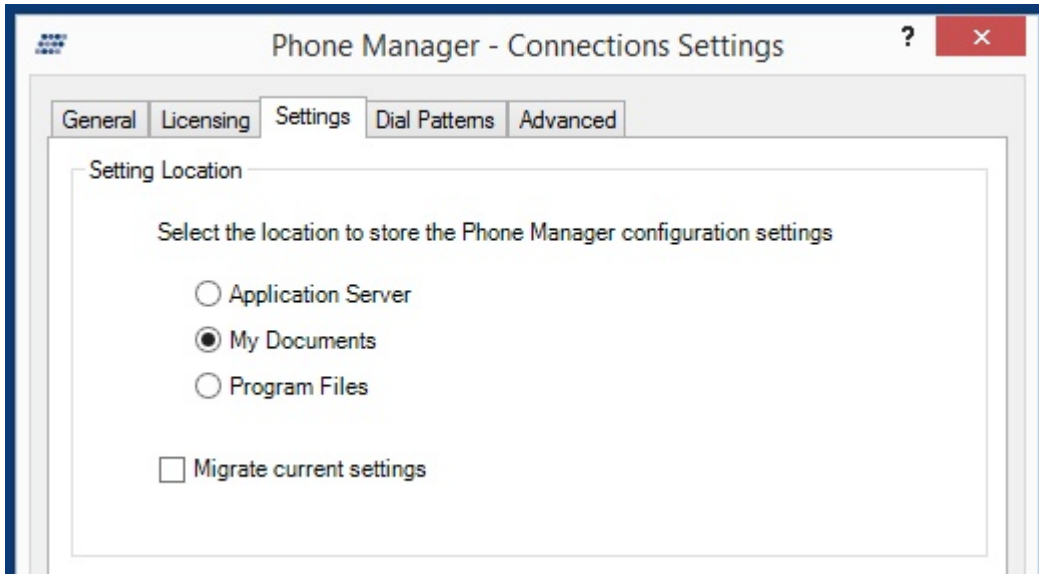 Phone Manager - Connections Settings ?
General Licensing Settings Dial Patterns Advanced
Setting Location
Select the location to store the Phone Manager configuration settings
Application Server
My Documents
Program Files
Migrate current settings